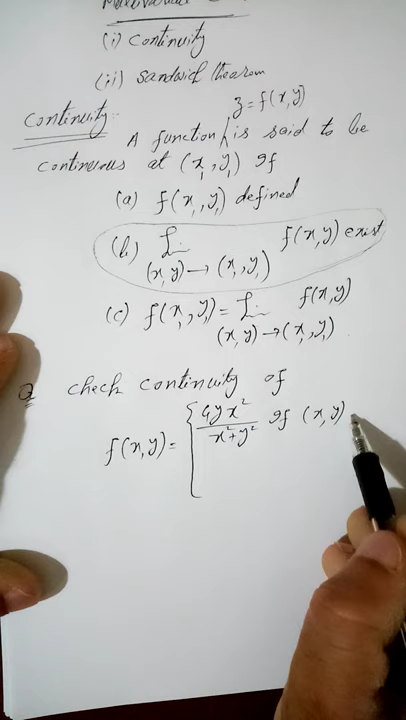 (i) continuity
(ii) sandwich theorem
z = f(x,y)
Continuity:
A function is said to be
continuous at (x₁,y₁) If
(a) f(x₁,y₁) defined
(b) Lim f(x,y) exist
(x,y)→(x₁,y₁)
(c) f(x₁,y₁) = Lim f(x,y)
(x,y)→(x₁,y₁)
Q check continuity of
f(x,y) = { 4yx²/x²+y² If (x,y)